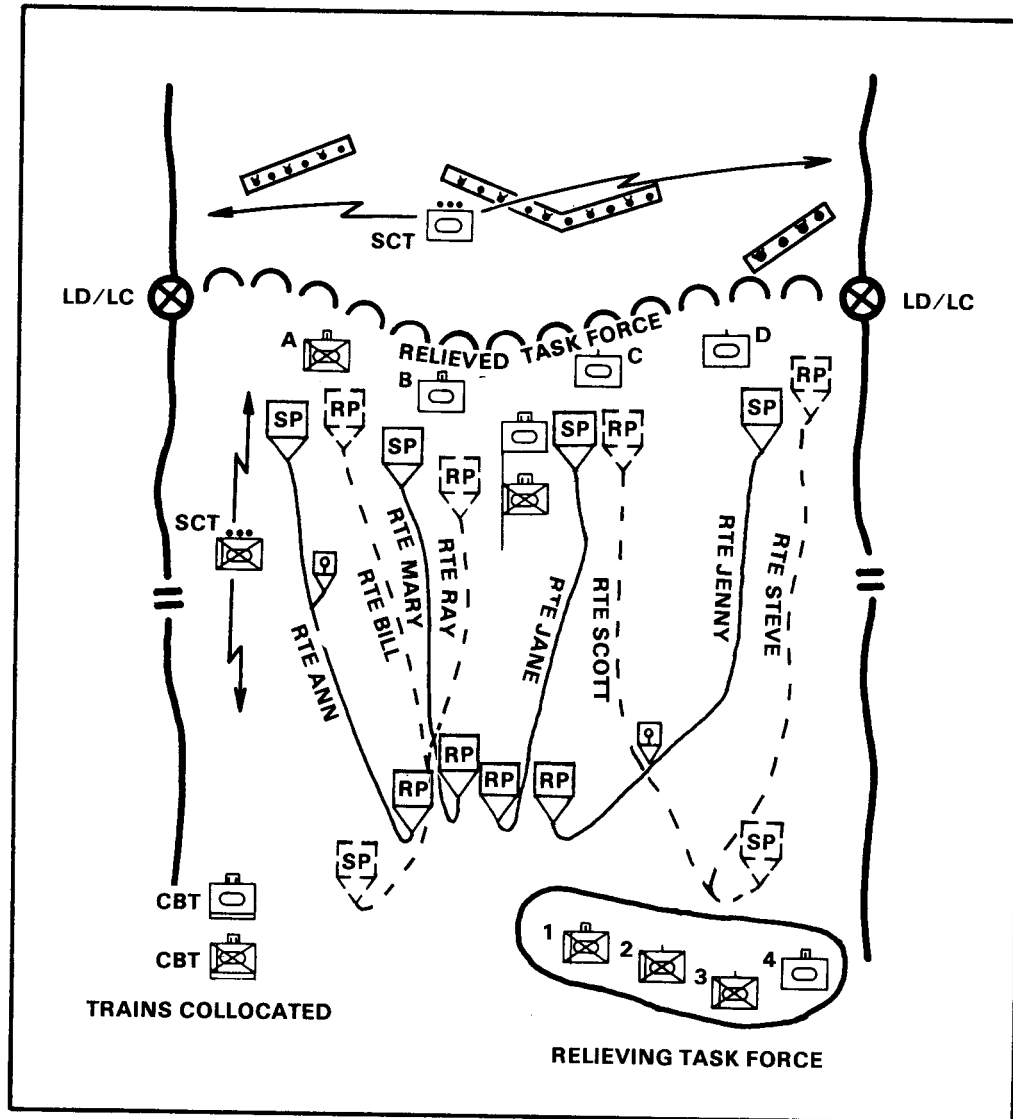 SCT
LD/LC
LD/LC
A
RELIEVED TASK FORCE
B
C
D
SP
RP
SP
RP
SP
RP
SP
RP
SCT
RTE ANN
RTE BILL
RTE MARY
RTE RAY
RTE JANE
RTE SCOTT
RTE JENNY
RTE STEVE
RP
RP
RP
RP
SP
SP
CBT
CBT
TRAINS COLLOCATED
1
2
3
4
RELIEVING TASK FORCE